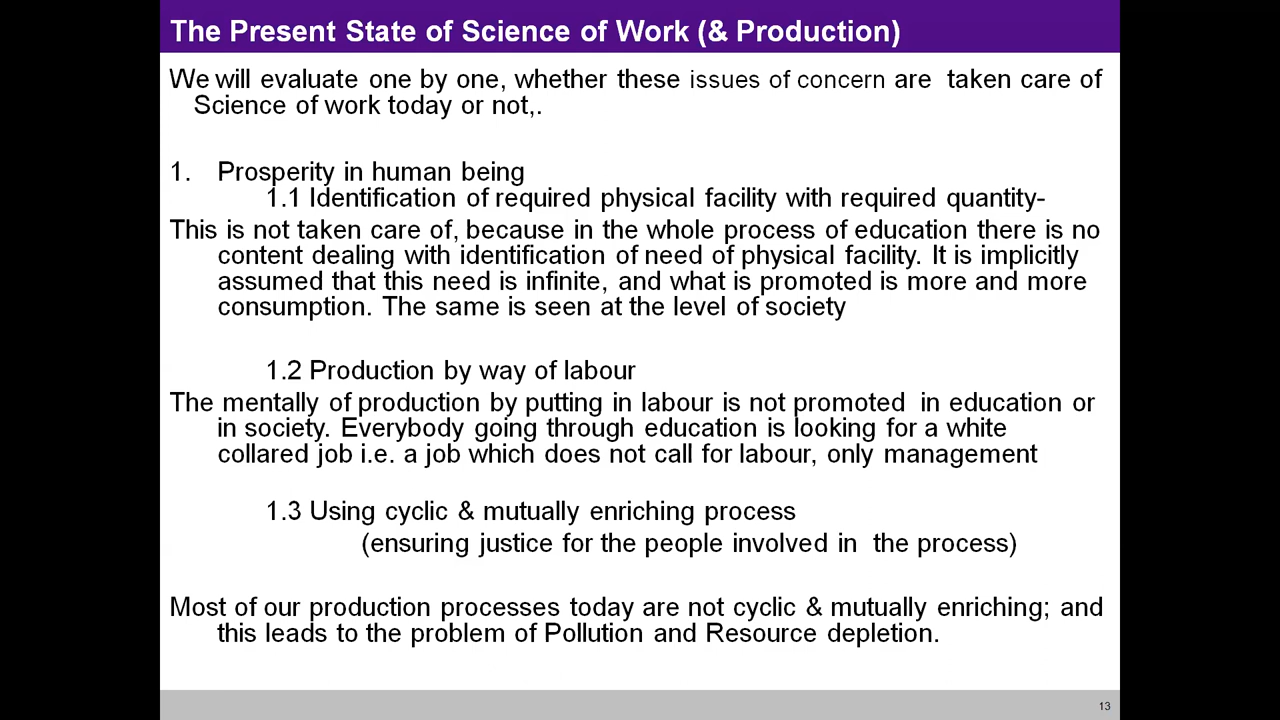 The Present State of Science of Work (& Production)
We will evaluate one by one, whether these issues of concern are taken care of
Science of work today or not,.
1. Prosperity in human being
1.1 Identification of required physical facility with required quantity-
This is not taken care of, because in the whole process of education there is no
content dealing with identification of need of physical facility. It is implicitly
assumed that this need is infinite, and what is promoted is more and more
consumption. The same is seen at the level of society
1.2 Production by way of labour
The mentally of production by putting in labour is not promoted in education or
in society. Everybody going through education is looking for a white
collared job i.e. a job which does not call for labour, only management
1.3 Using cyclic & mutually enriching process
(ensuring justice for the people involved in the process)
Most of our production processes today are not cyclic & mutually enriching; and
this leads to the problem of Pollution and Resource depletion.
13